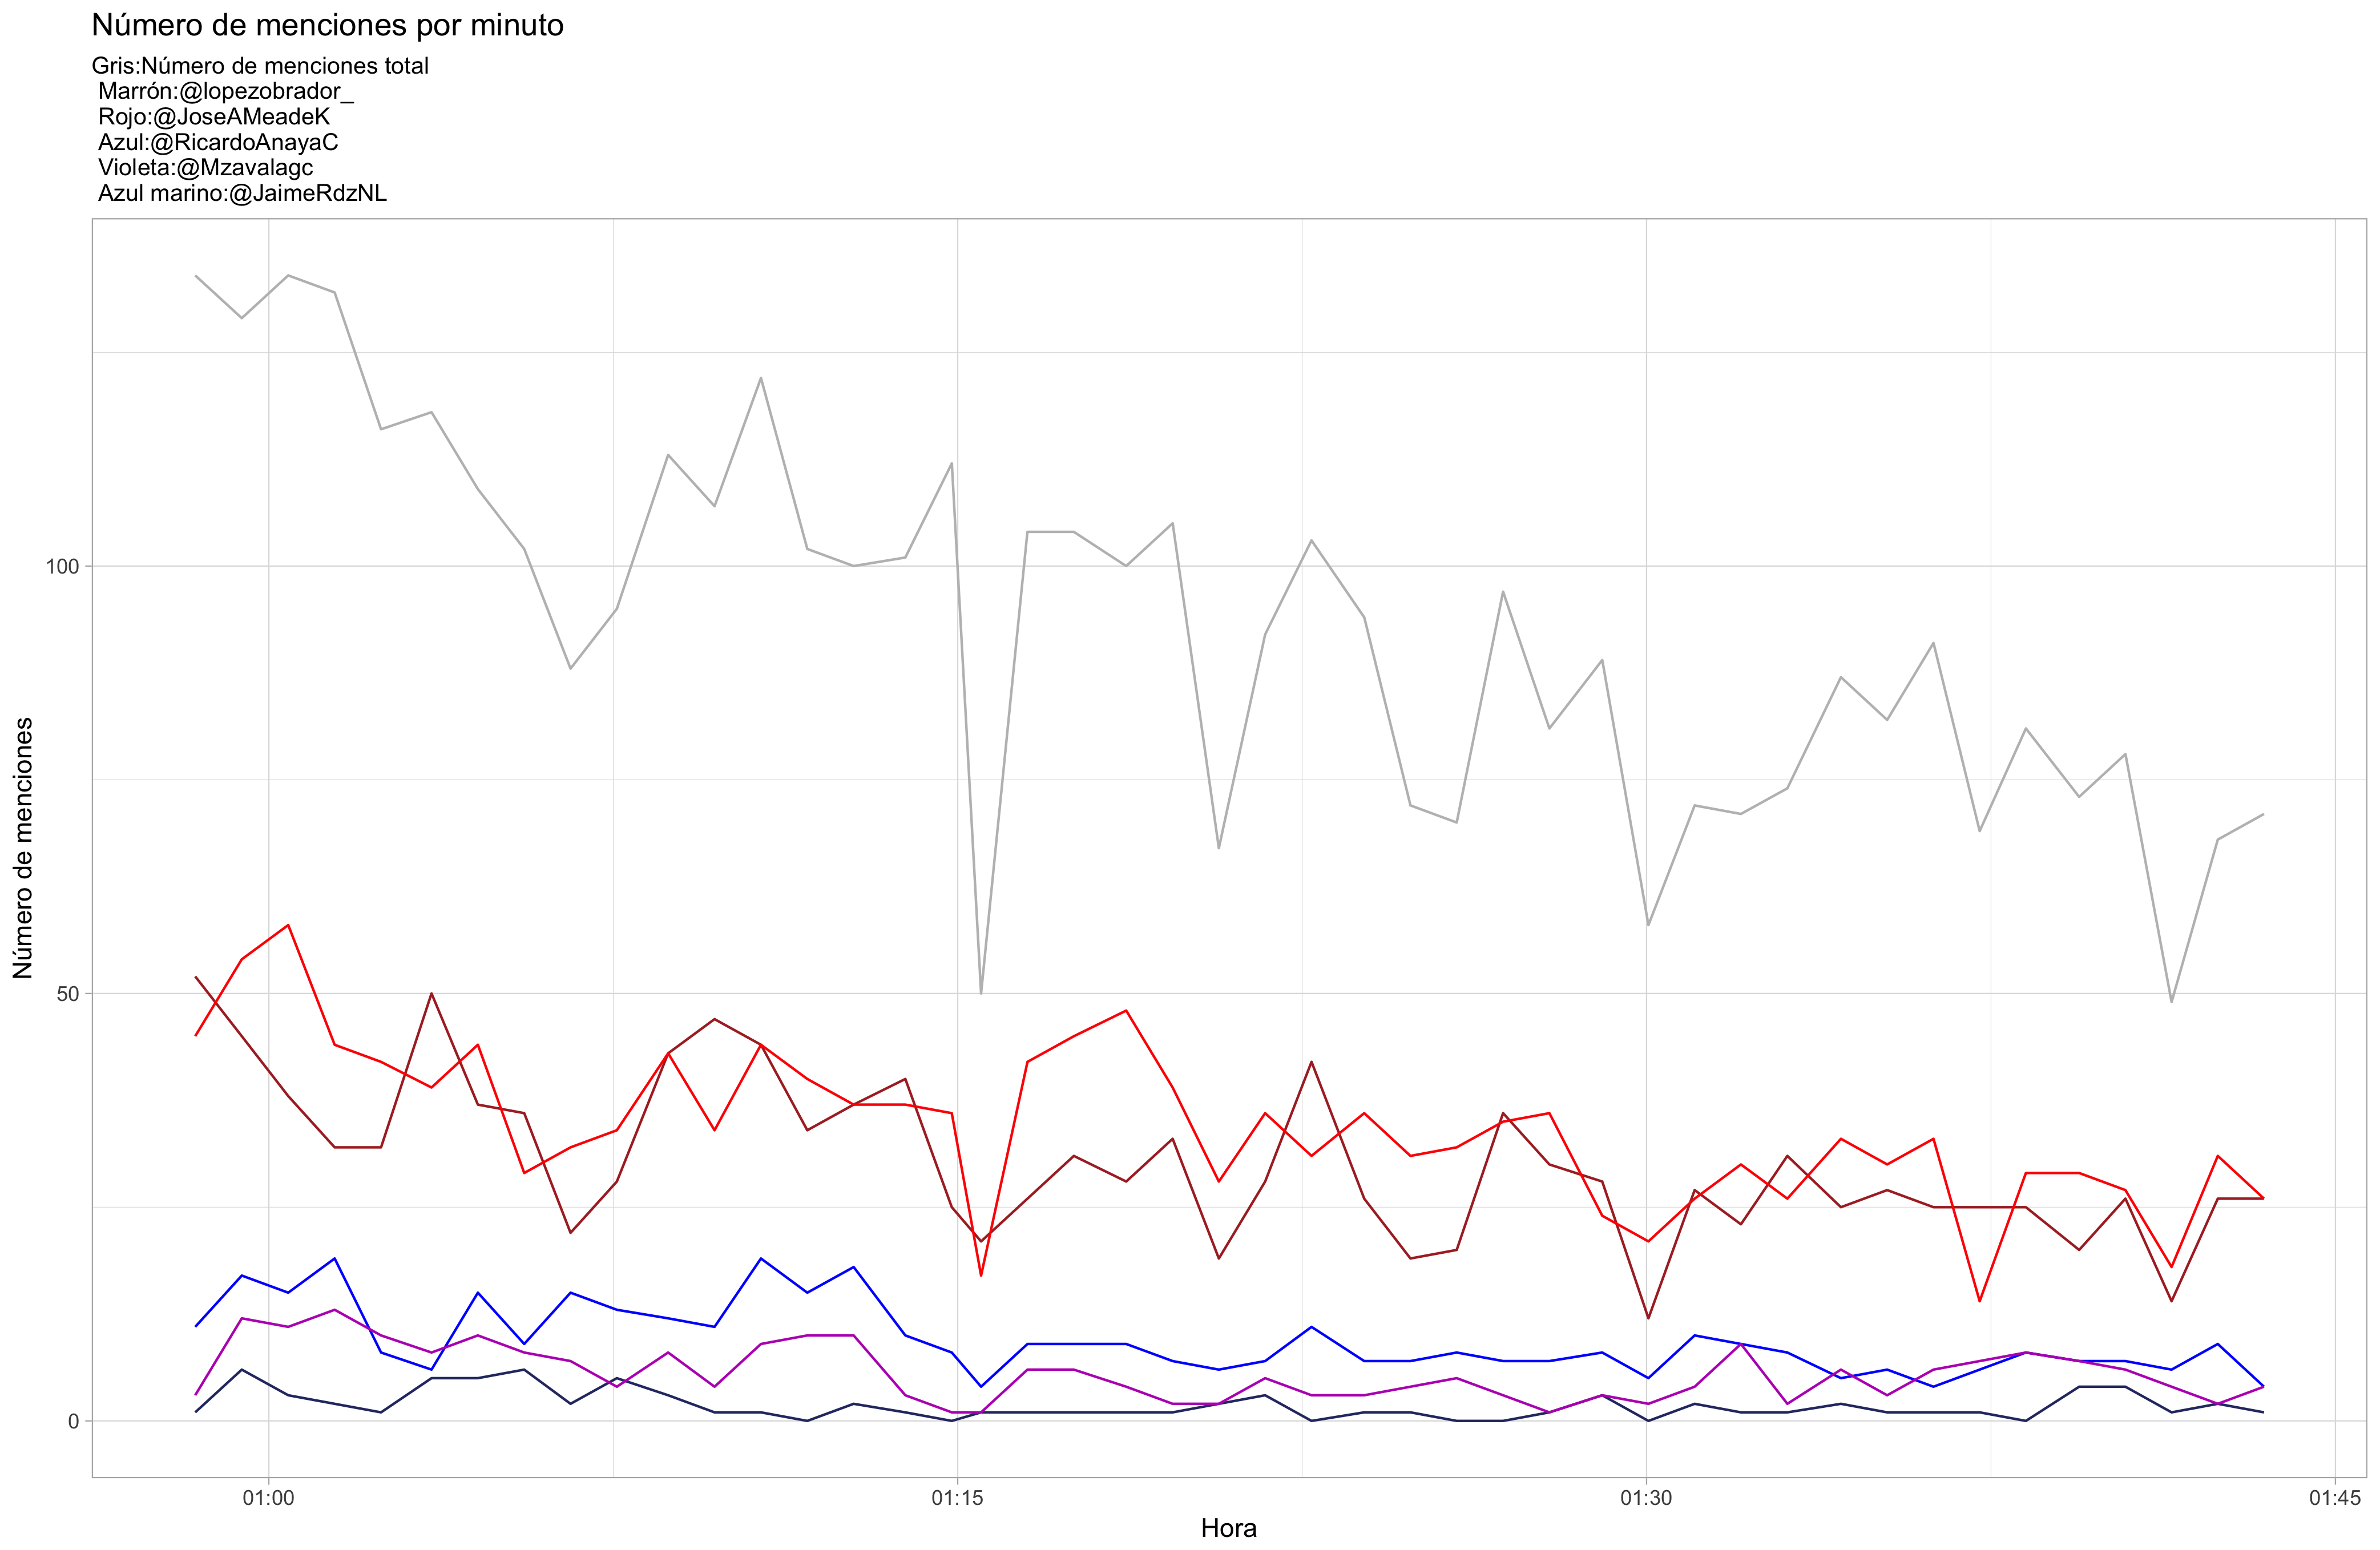 Número de menciones por minuto
Gris:Número de menciones total
Marrón:@lopezobrador_
Rojo:@JoseAMeadeK
Azul:@RicardoAnayaC
Violeta:@Mzavalagc
Azul marino:@JaimeRdzNL
Número de menciones
100
50
0
01:00
01:15
01:30
01:45
Hora